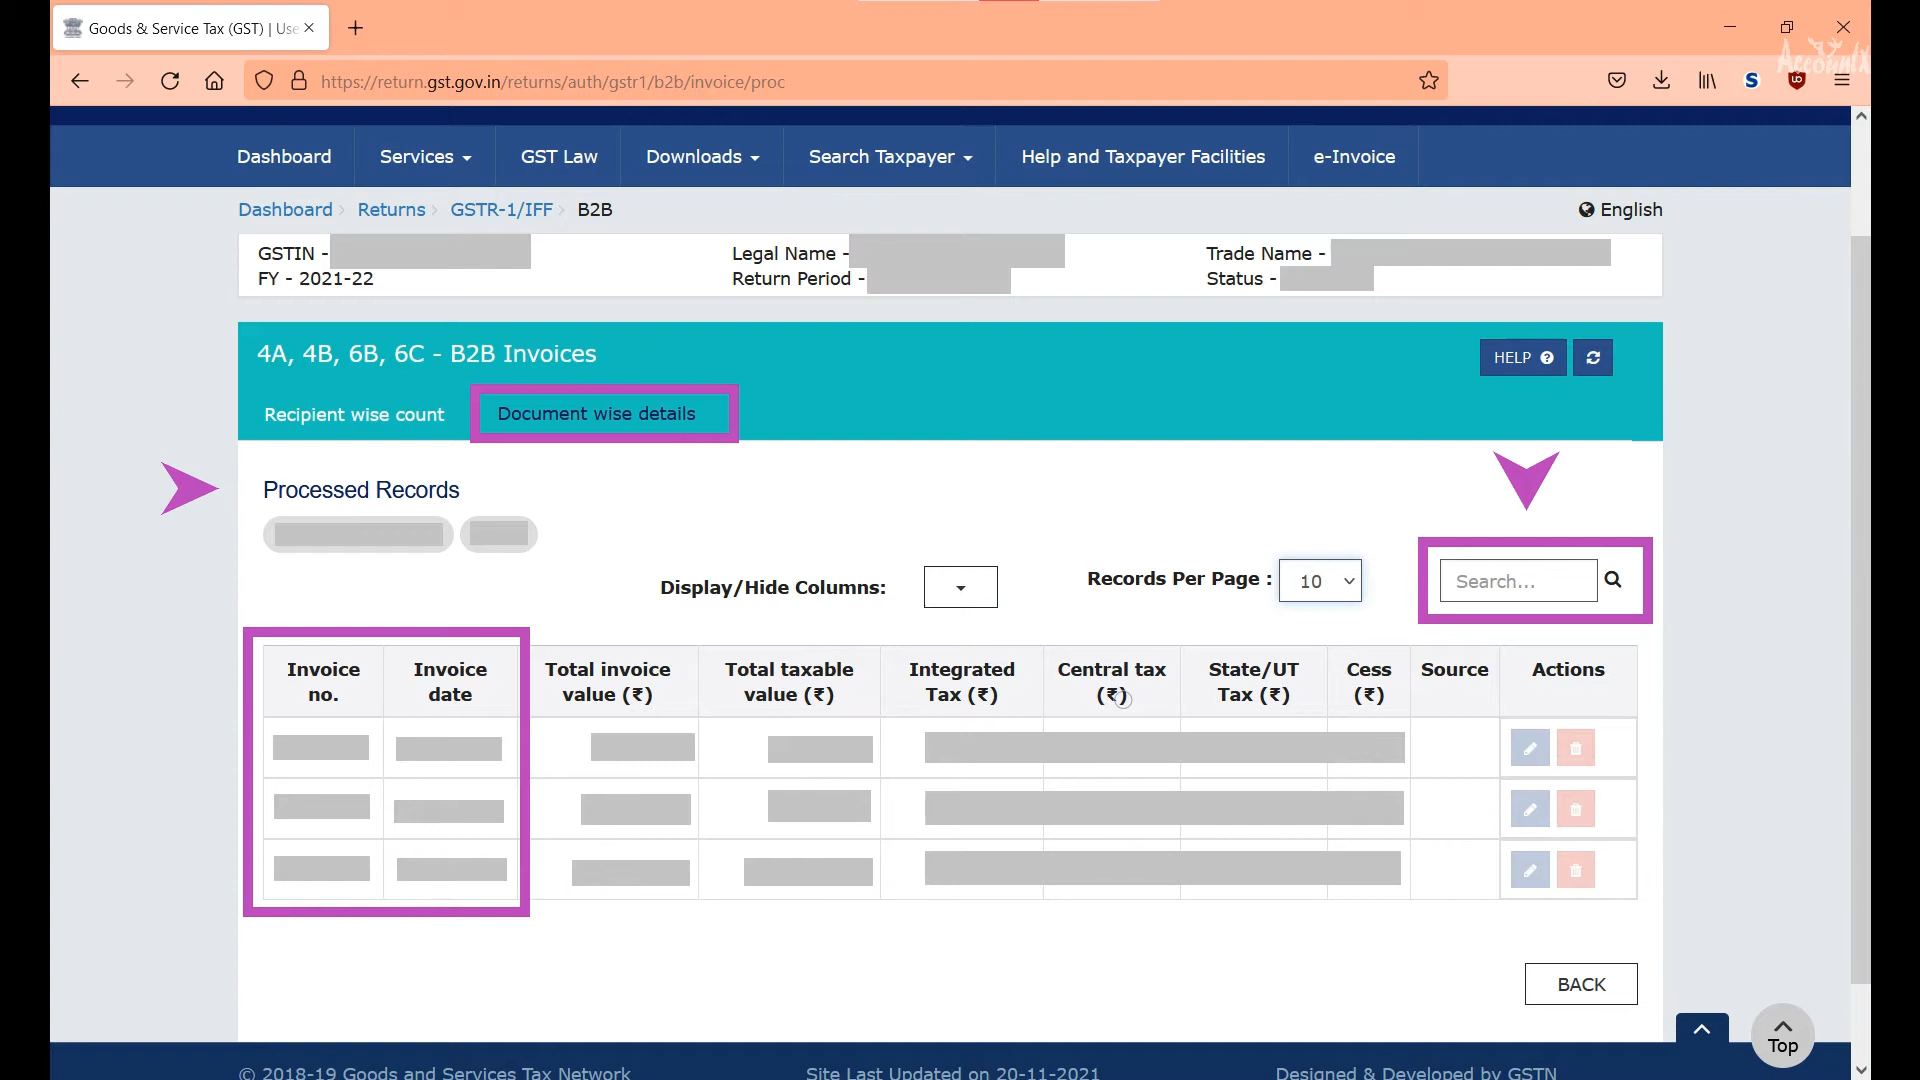 Goods & Service Tax (GST) | Use
Accountx
https://return.gst.gov.in/returns/auth/gstr1/b2b/invoice/proc
S
Dashboard Services GST Law Downloads Search Taxpayer Help and Taxpayer Facilities e-Invoice
Dashboard Returns GSTR-1/IFF B2B English
GSTIN - Legal Name - Trade Name -
FY - 2021-22 Return Period - Status -
4A, 4B, 6B, 6C - B2B Invoices HELP
Recipient wise count Document wise details
Processed Records
Display/Hide Columns: Records Per Page : 10 Search...
Invoice no. Invoice date Total invoice value (₹) Total taxable value (₹) Integrated Tax (₹) Central tax (₹) State/UT Tax (₹) Cess (₹) Source Actions
BACK
Top
© 2018-19 Goods and Services Tax Network Site Last Updated on 20-11-2021 Designed & Developed by GSTN